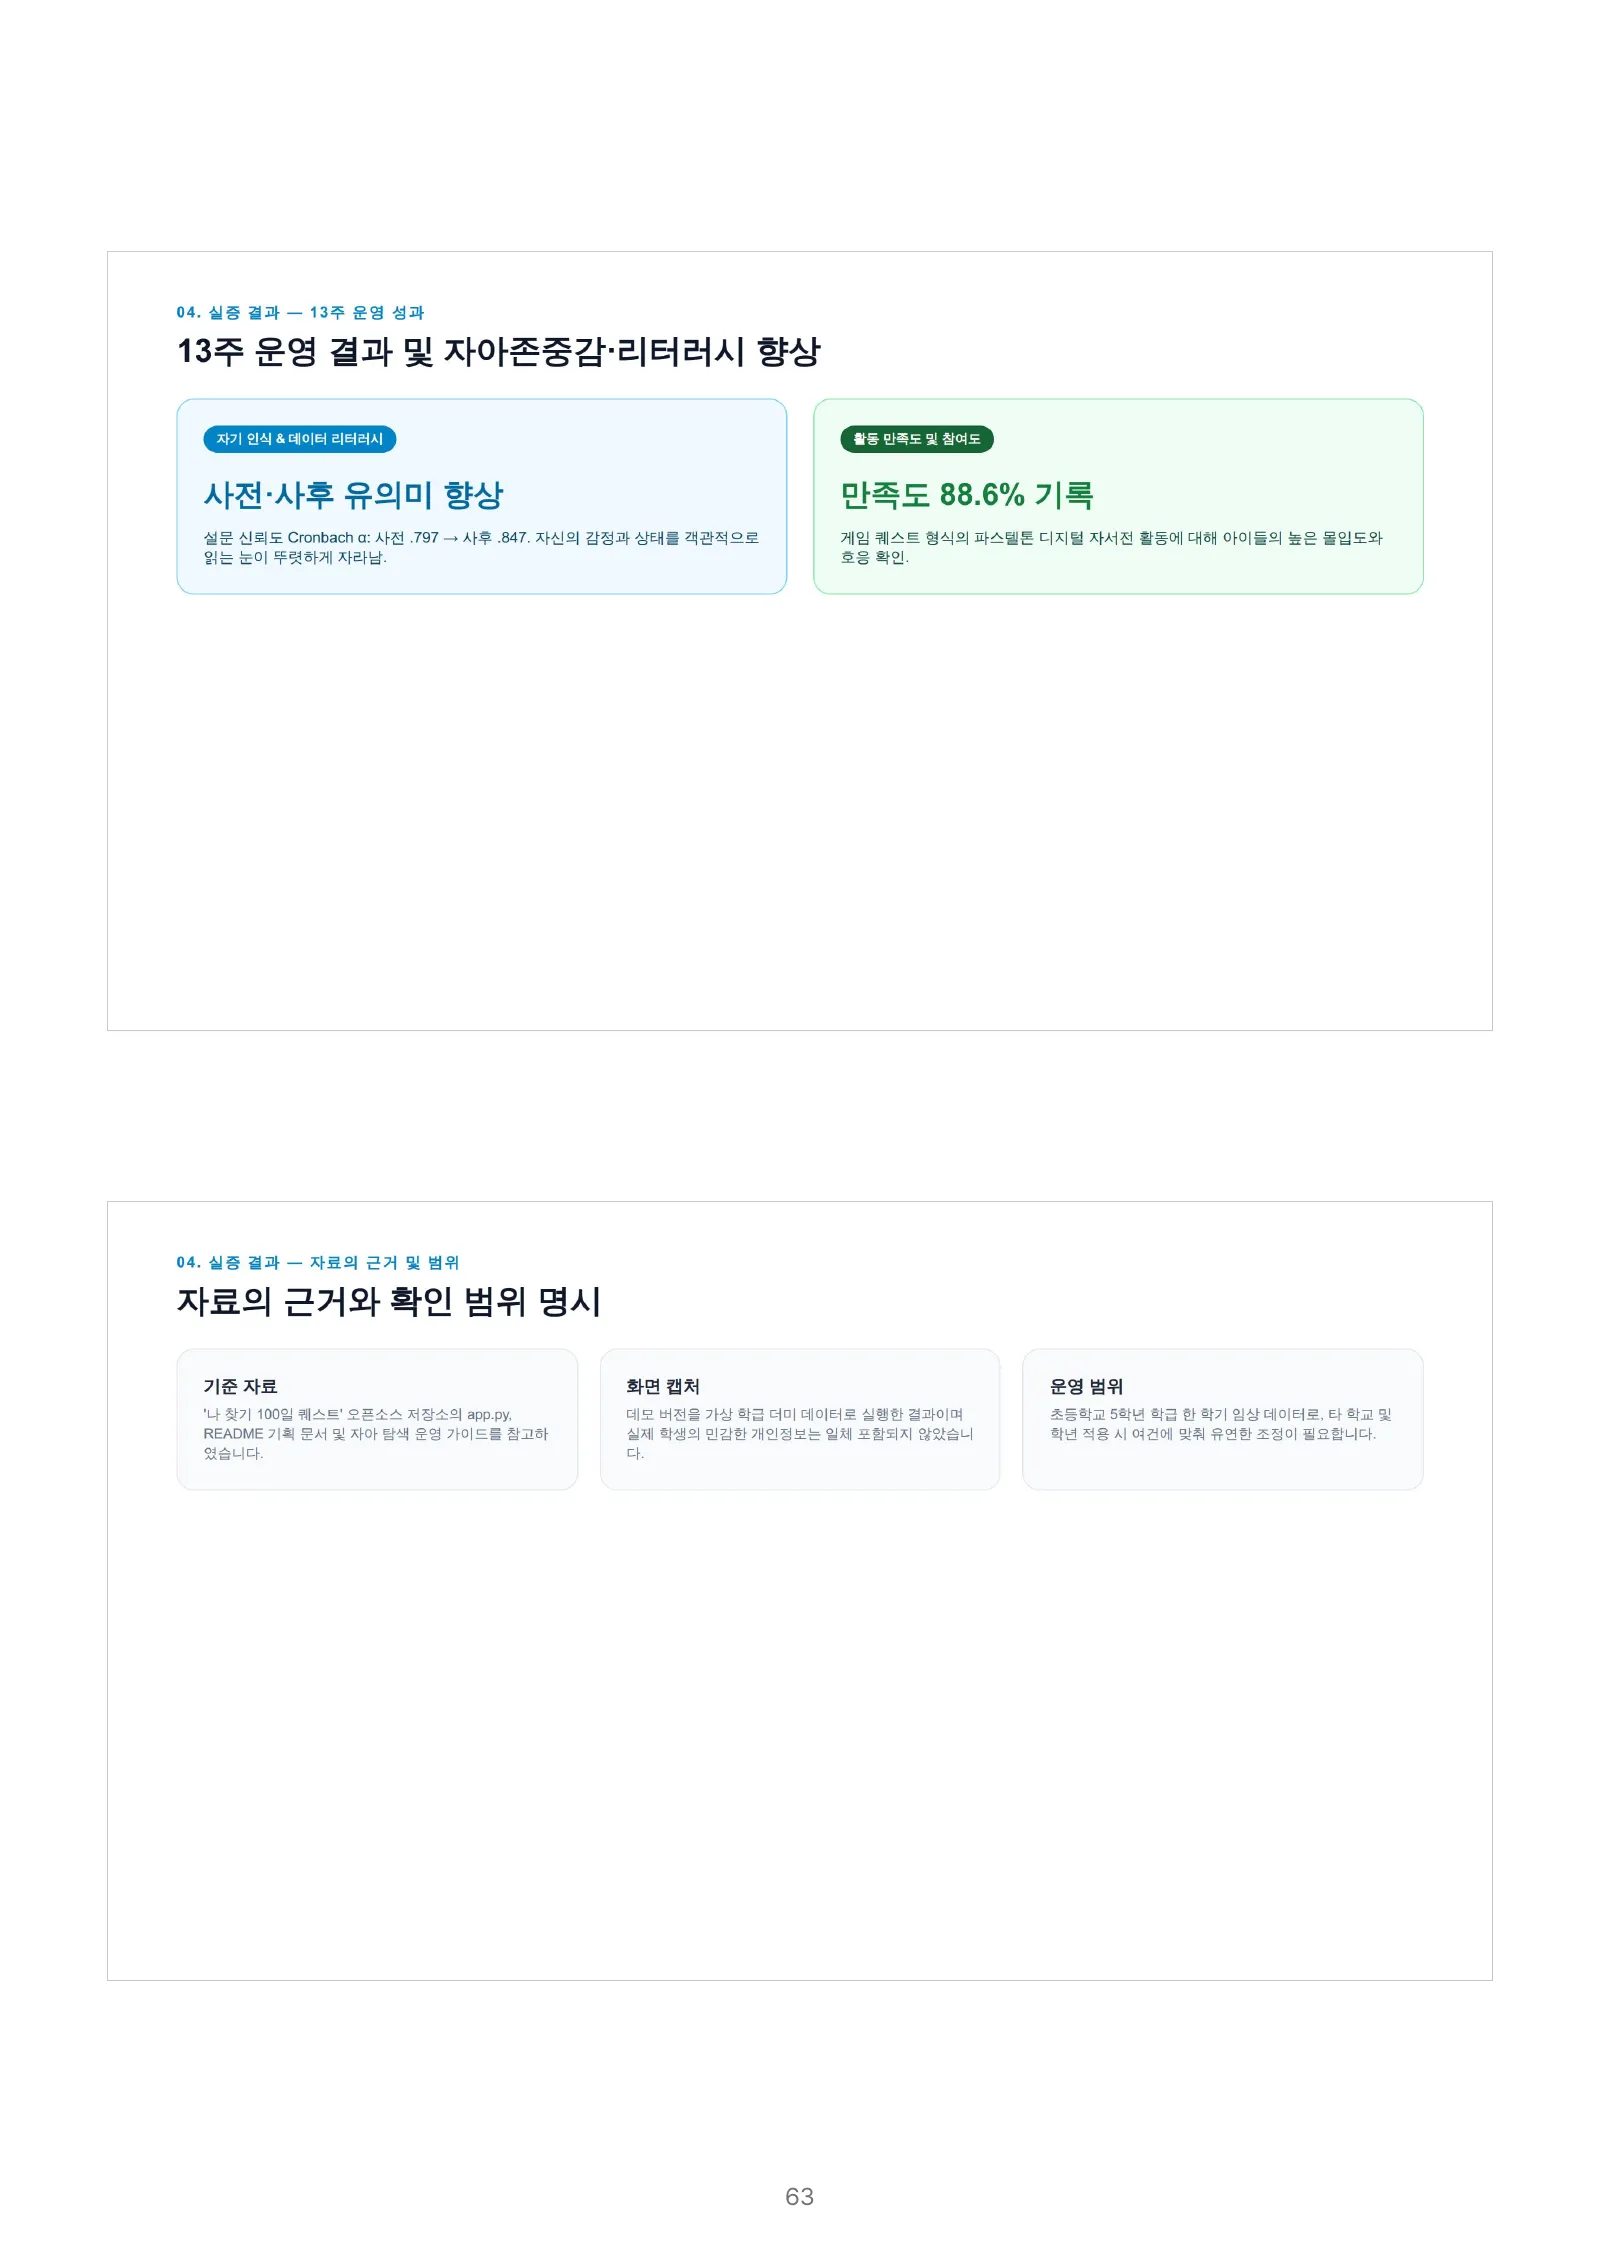 04. 실증 결과 — 13주 운영 성과
13주 운영 결과 및 자아존중감·리터러시 향상
자기 인식 & 데이터 리터러시
사전·사후 유의미 향상
설문 신뢰도 Cronbach α: 사전 .797 → 사후 .847. 자신의 감정과 상태를 객관적으로
읽는 눈이 뚜렷하게 자라남.
활동 만족도 및 참여도
만족도 88.6% 기록
게임 퀘스트 형식의 파스텔톤 디지털 자서전 활동에 대해 아이들의 높은 몰입도와
호응 확인.
04. 실증 결과 — 자료의 근거 및 범위
자료의 근거와 확인 범위 명시
기준 자료
'나 찾기 100일 퀘스트' 오픈소스 저장소의 app.py,
README 기획 문서 및 자아 탐색 운영 가이드를 참고하
였습니다.
화면 캡처
데모 버전을 가상 학급 더미 데이터로 실행한 결과이며
실제 학생의 민감한 개인정보는 일체 포함되지 않았습니
다.
운영 범위
초등학교 5학년 학급 한 학기 임상 데이터로, 타 학교 및
학년 적용 시 여건에 맞춰 유연한 조정이 필요합니다.
63